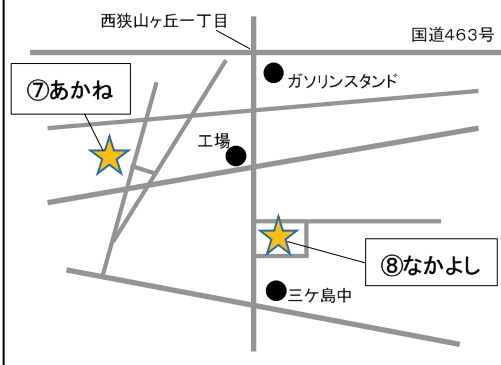 西狭山ヶ丘一丁目
国道463号
ガソリンスタンド
⑦あかね
工場
⑧なかよし
三ケ島中